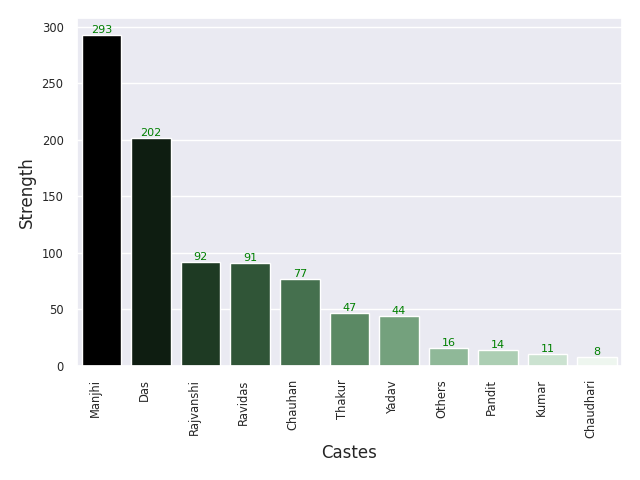 300
250
200
150
100
50
0
Strength
293
202
92
91
77
47
44
16
14
11
8
Manjhi
Das
Rajvanshi
Ravidas
Chauhan
Thakur
Yadav
Others
Pandit
Kumar
Chaudhari
Castes